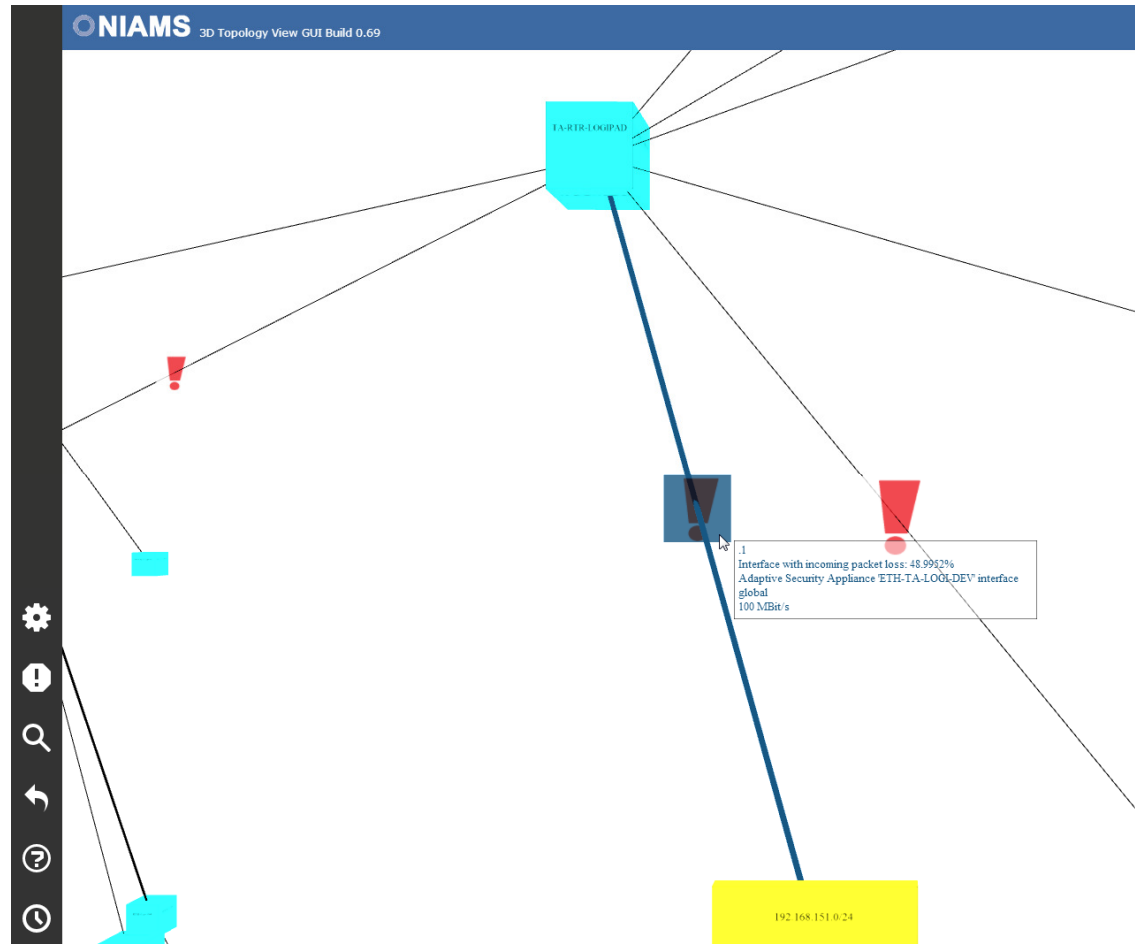 NIAMS 3D Topology View GUI Build 0.69
TA-RTR-LOGIPAD
.1
Interface with incoming packet loss: 48.9952%
Adaptive Security Appliance 'ETH-TA-LOGI-DEV' interface
global
100 MBit/s
192.168.151.0/24